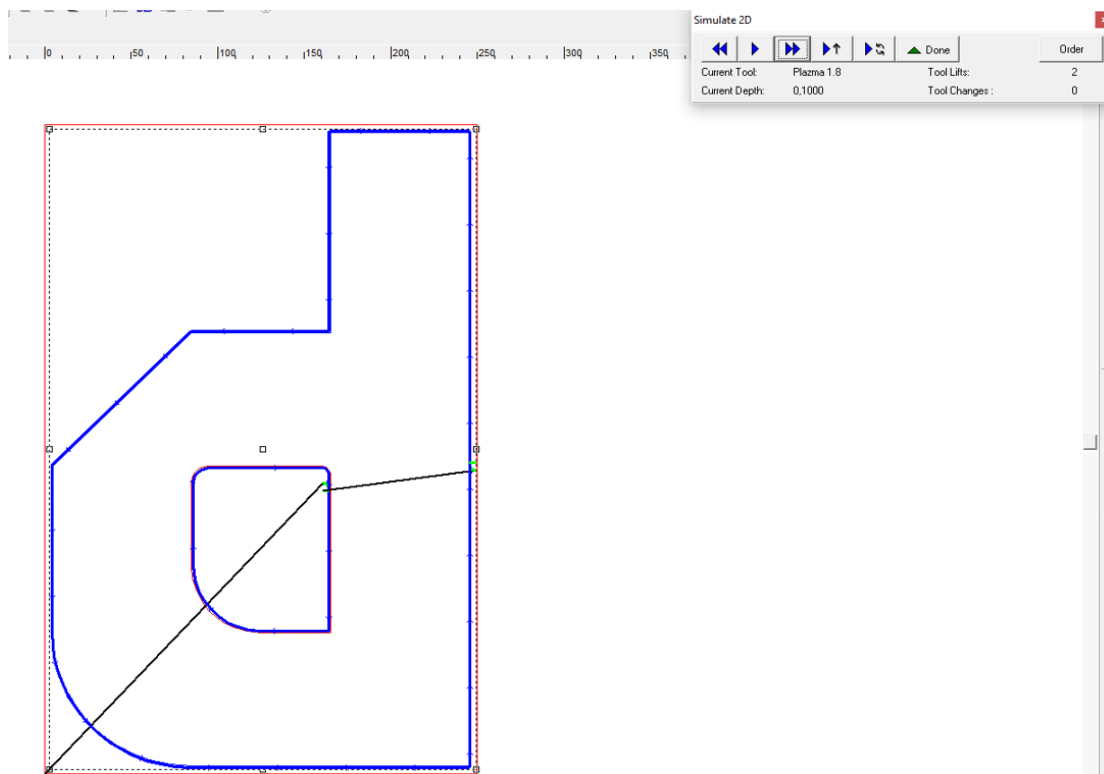 Simulate 2D
0 50 100 150 200 250 300 350
Done
Order
Current Tool: Plazma 1.8 Tool Lifts: 2
Current Depth: 0,1000 Tool Changes : 0